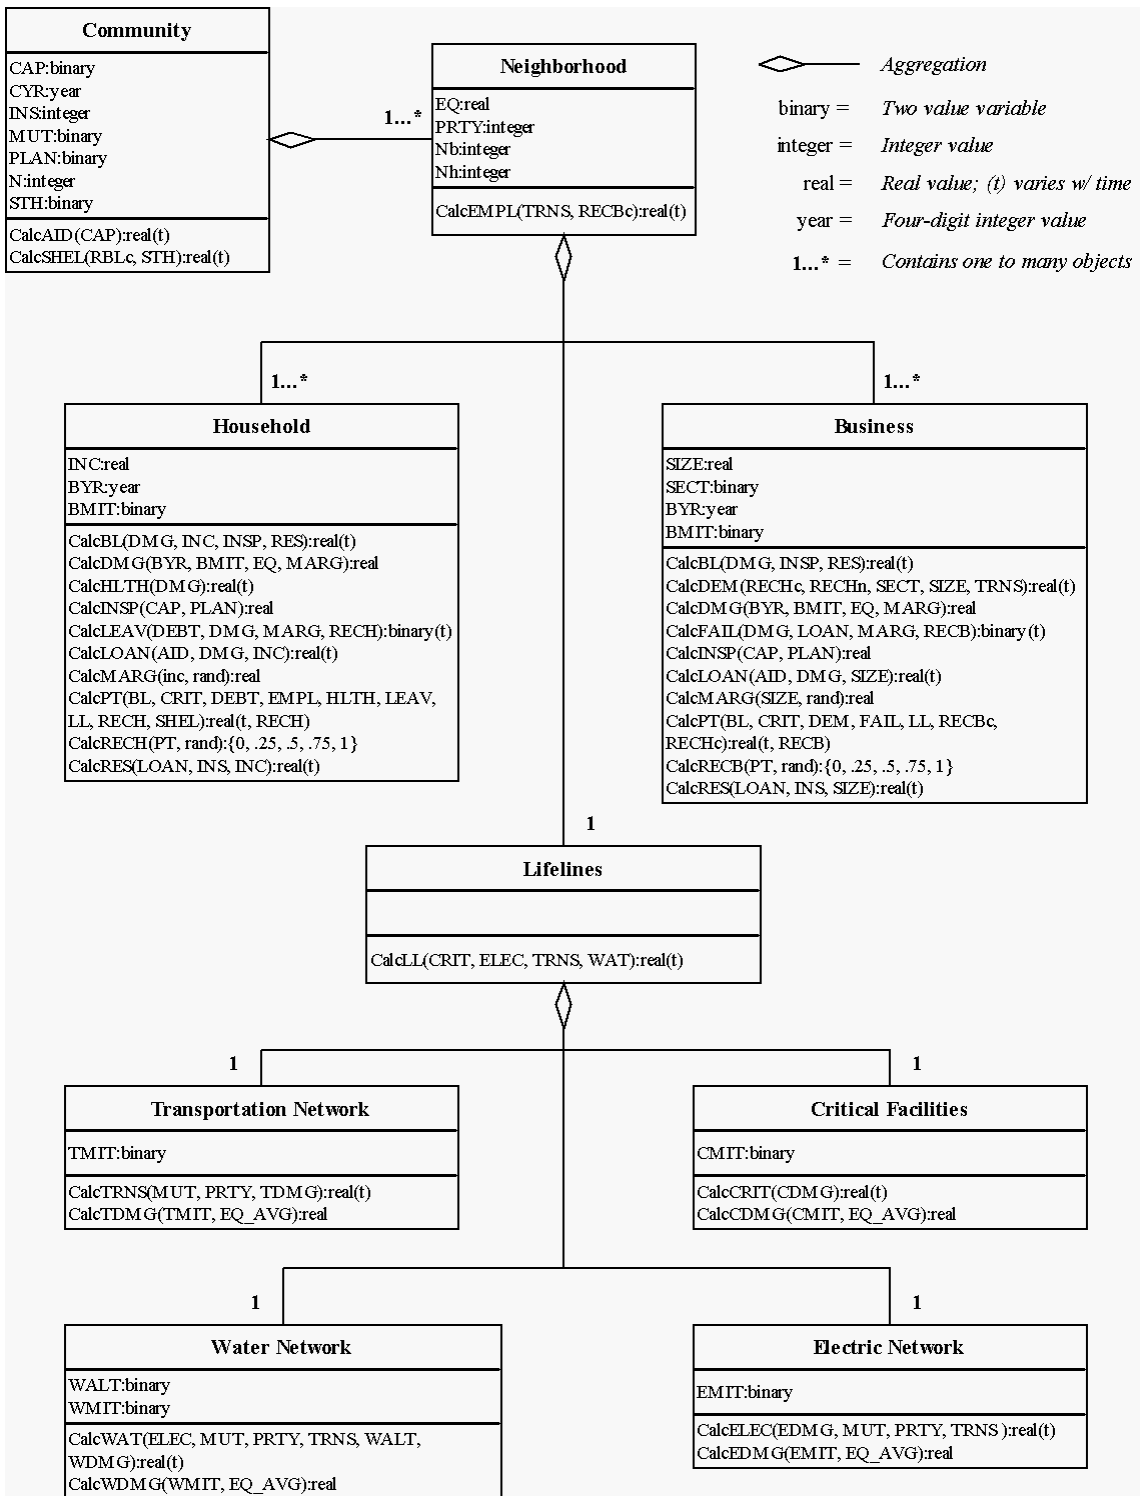 Community
CAP:binary
CYR:year
INS:integer
MUT:binary
PLAN:binary
N:integer
STH:binary
CalcAID(CAP):real(t)
CalcSHEL(RBLc, STH):real(t)
1...*
Neighborhood
EQ:real
PRTY:integer
Nb:integer
Nh:integer
CalcEMPL(TRNS, RECBc):real(t)
Aggregation
binary = Two value variable
integer = Integer value
real = Real value; (t) varies w/ time
year = Four-digit integer value
1...* = Contains one to many objects
1...*
Household
INC:real
BYR:year
BMIT:binary
CalcBL(DMG, INC, INSP, RES):real(t)
CalcDMG(BYR, BMIT, EQ, MARG):real
CalcHLTH(DMG):real(t)
CalcINSP(CAP, PLAN):real
CalcLEAV(DEBT, DMG, MARG, RECH):binary(t)
CalcLOAN(AID, DMG, INC):real(t)
CalcMARG(inc, rand):real
CalcPT(BL, CRIT, DEBT, EMPL, HLTH, LEAV,
LL, RECH, SHEL):real(t, RECH)
CalcRECH(PT, rand):{0, .25, .5, .75, 1}
CalcRES(LOAN, INS, INC):real(t)
1...*
Business
SIZE:real
SECT:binary
BYR:year
BMIT:binary
CalcBL(DMG, INSP, RES):real(t)
CalcDEM(RECHc, RECHn, SECT, SIZE, TRNS):real(t)
CalcDMG(BYR, BMIT, EQ, MARG):real
CalcFAIL(DMG, LOAN, MARG, RECB):binary(t)
CalcINSP(CAP, PLAN):real
CalcLOAN(AID, DMG, SIZE):real(t)
CalcMARG(SIZE, rand):real
CalcPT(BL, CRIT, DEM, FAIL, LL, RECBc,
RECHc):real(t, RECB)
CalcRECB(PT, rand):{0, .25, .5, .75, 1}
CalcRES(LOAN, INS, SIZE):real(t)
1
Lifelines
CalcLL(CRIT, ELEC, TRNS, WAT):real(t)
1
Transportation Network
TMIT:binary
CalcTRNS(MUT, PRTY, TDMG):real(t)
CalcTDMG(TMIT, EQ_AVG):real
1
Critical Facilities
CMIT:binary
CalcCRIT(CDMG):real(t)
CalcCDMG(CMIT, EQ_AVG):real
1
Water Network
WALT:binary
WMIT:binary
CalcWAT(ELEC, MUT, PRTY, TRNS, WALT,
WDMG):real(t)
CalcWDMG(WMIT, EQ_AVG):real
1
Electric Network
EMIT:binary
CalcELEC(EDMG, MUT, PRTY, TRNS ):real(t)
CalcEDMG(EMIT, EQ_AVG):real